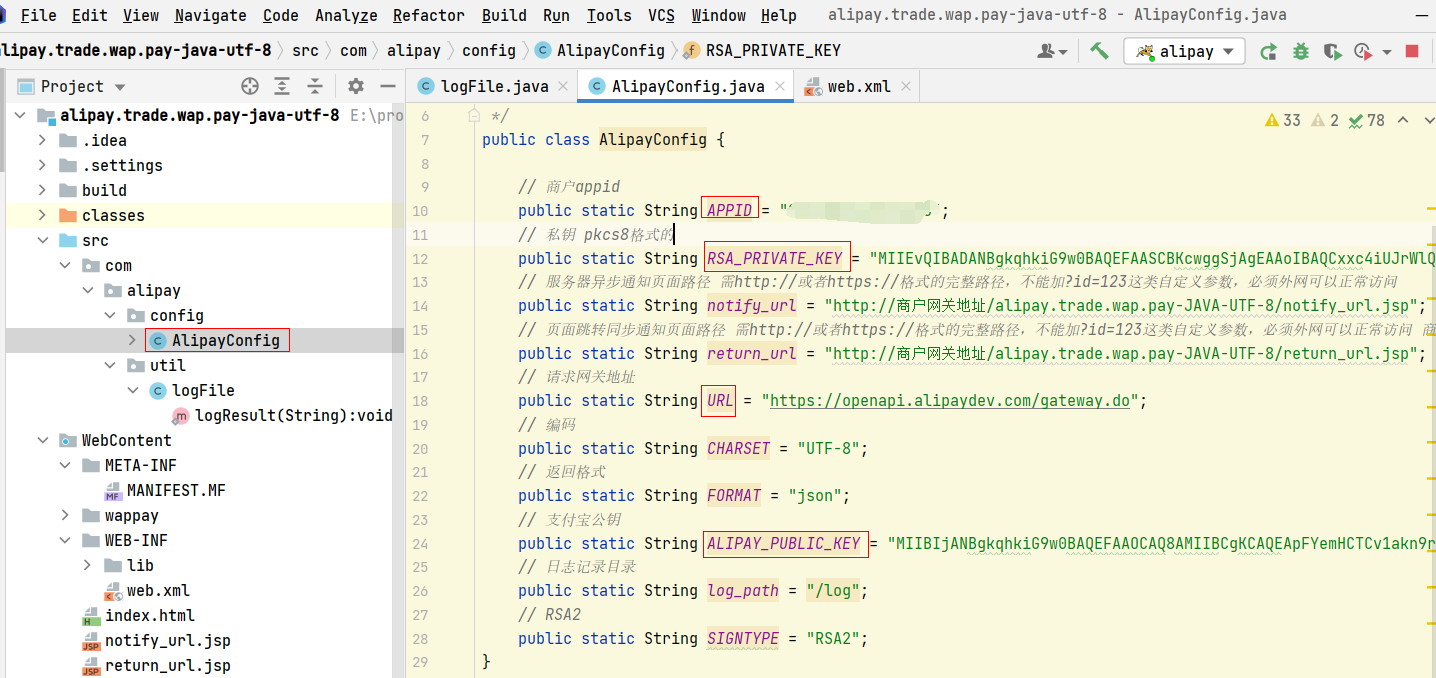 File Edit View Navigate Code Analyze Refactor Build Run Tools VCS Window Help alipay.trade.wap.pay-java-utf-8 - AlipayConfig.java
alipay.trade.wap.pay-java-utf-8 src com alipay config AlipayConfig RSA_PRIVATE_KEY alipay
Project logFile.java AlipayConfig.java web.xml
alipay.trade.wap.pay-java-utf-8 E:\pro
.idea
.settings
build
classes
src
com
alipay
config
AlipayConfig
util
logFile
logResult(String):void
WebContent
META-INF
MANIFEST.MF
wappay
WEB-INF
lib
web.xml
index.html
notify_url.jsp
return_url.jsp
33 2 78
6 */
7 public class AlipayConfig {
8
9 // 商户appid
10 public static String APPID = "";
11 // 私钥 pkcs8格式的
12 public static String RSA_PRIVATE_KEY = "MIIEvQIBADANBgkqhkiG9w0BAQEFAASCBKcwggSjAgEAAoIBAQCxxc4iUJrWlQ
13 // 服务器异步通知页面路径 需http://或者https://格式的完整路径，不能加?id=123这类自定义参数，必须外网可以正常访问
14 public static String notify_url = "http://商户网关地址/alipay.trade.wap.pay-JAVA-UTF-8/notify_url.jsp";
15 // 页面跳转同步通知页面路径 需http://或者https://格式的完整路径，不能加?id=123这类自定义参数，必须外网可以正常访问 商
16 public static String return_url = "http://商户网关地址/alipay.trade.wap.pay-JAVA-UTF-8/return_url.jsp";
17 // 请求网关地址
18 public static String URL = "https://openapi.alipaydev.com/gateway.do";
19 // 编码
20 public static String CHARSET = "UTF-8";
21 // 返回格式
22 public static String FORMAT = "json";
23 // 支付宝公钥
24 public static String ALIPAY_PUBLIC_KEY = "MIIBIjANBgkqhkiG9w0BAQEFAAOCAQ8AMIIBCgKCAQEApFYemHCTCv1akn9r
25 // 日志记录目录
26 public static String log_path = "/log";
27 // RSA2
28 public static String SIGNTYPE = "RSA2";
29 }